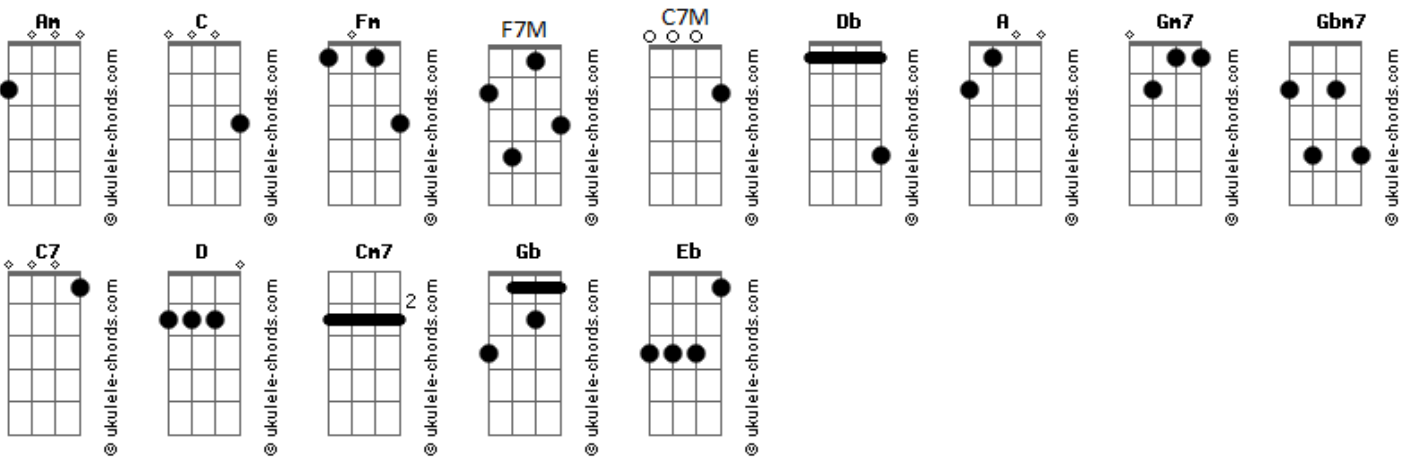 Am C Fm F7M C7M Db A Gm7 Gbm7
© ukulele-chords.com © ukulele-chords.com © ukulele-chords.com © ukulele-chords.com © ukulele-chords.com © ukulele-chords.com © ukulele-chords.com © ukulele-chords.com © ukulele-chords.com
C7 D Cm7 Gb Eb
2
© ukulele-chords.com © ukulele-chords.com © ukulele-chords.com © ukulele-chords.com © ukulele-chords.com